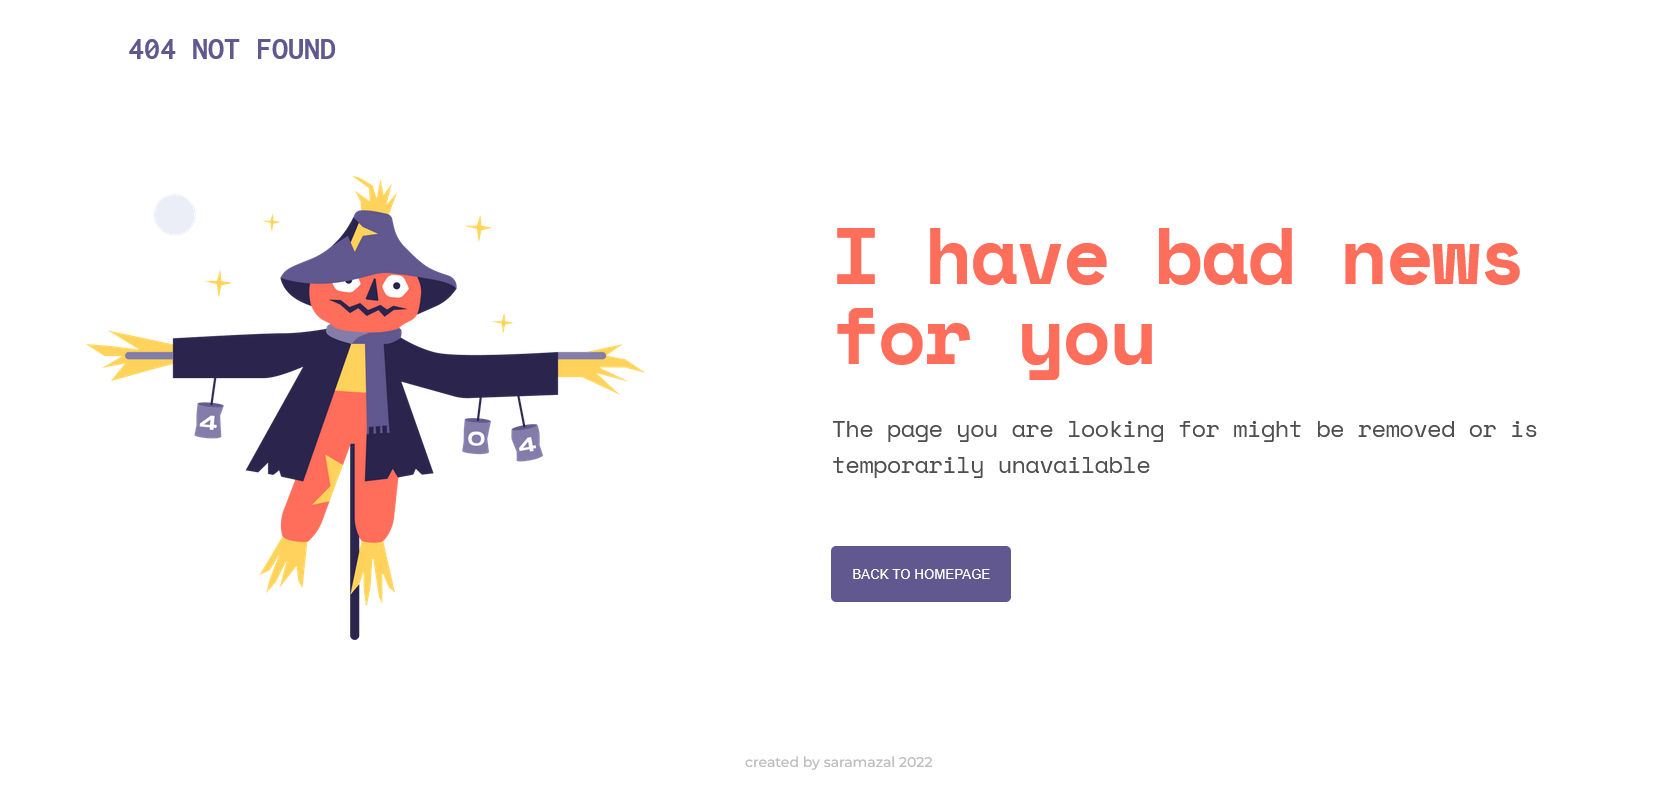 404 NOT FOUND
4
0
4
I have bad news
for you
The page you are looking for might be removed or is
temporarily unavailable
BACK TO HOMEPAGE
created by saramazal 2022